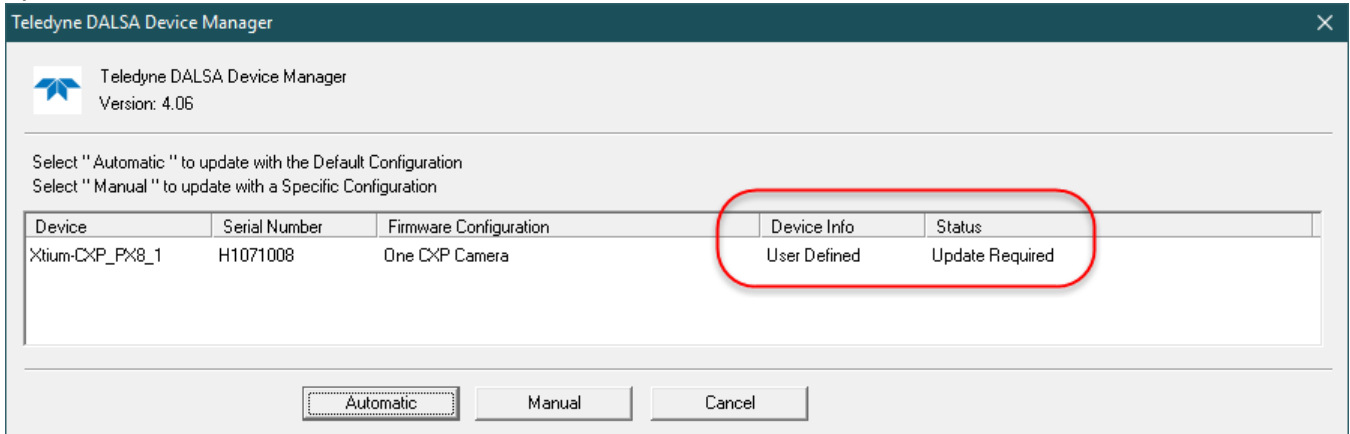 Teledyne DALSA Device Manager
Teledyne DALSA Device Manager
Version: 4.06
Select " Automatic " to update with the Default Configuration
Select " Manual " to update with a Specific Configuration
Device Serial Number Firmware Configuration Device Info Status
Xtium-CXP_PX8_1 H1071008 One CXP Camera User Defined Update Required
Automatic Manual Cancel